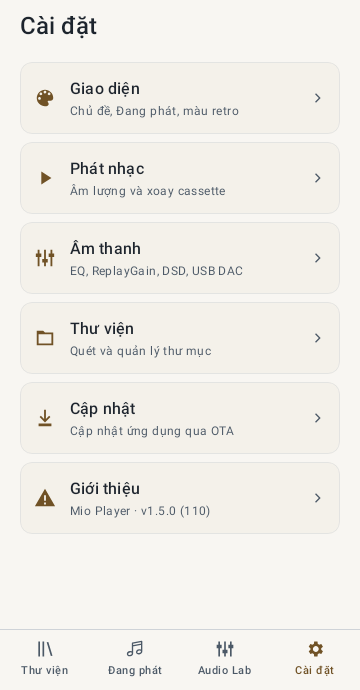 Cài đặt
Giao diện
Chủ đề, Đang phát, màu retro
Phát nhạc
Âm lượng và xoay cassette
Âm thanh
EQ, ReplayGain, DSD, USB DAC
Thư viện
Quét và quản lý thư mục
Cập nhật
Cập nhật ứng dụng qua OTA
Giới thiệu
Mio Player · v1.5.0 (110)
Thư viện
Đang phát
Audio Lab
Cài đặt